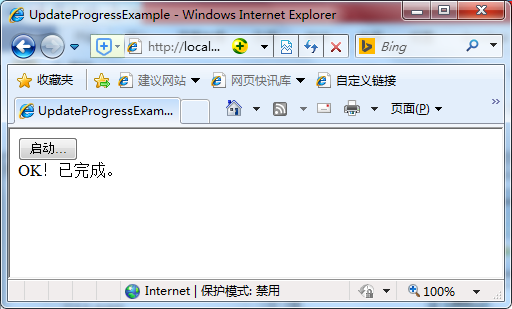 UpdateProgressExample - Windows Internet Explorer
http://local...
Bing
收藏夹
建议网站
网页快讯库
自定义链接
UpdateProgressExam...
页面(P)
»
启动...
OK！已完成。
Internet | 保护模式: 禁用
100%